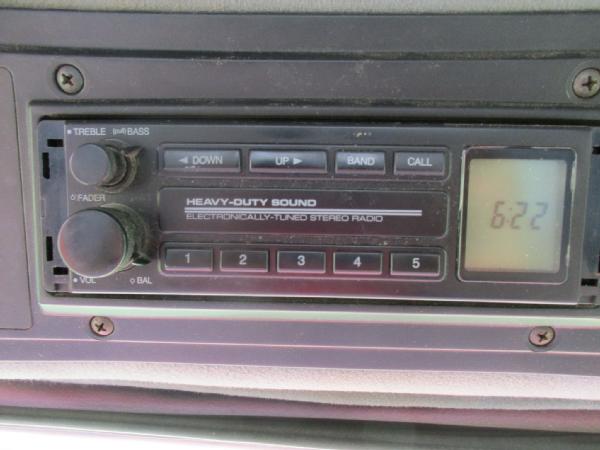 TREBLE (pull) BASS
◄ DOWN UP ► BAND CALL
FADER
HEAVY-DUTY SOUND
ELECTRONICALLY-TUNED STEREO RADIO
6:22
1 2 3 4 5
VOL BAL